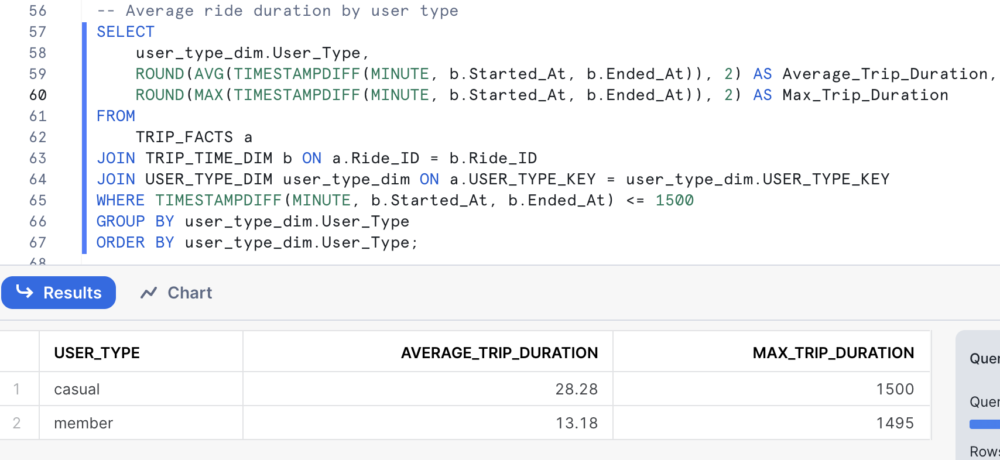 56 -- Average ride duration by user type
57 SELECT
58 user_type_dim.User_Type,
59 ROUND(AVG(TIMESTAMPDIFF(MINUTE, b.Started_At, b.Ended_At)), 2) AS Average_Trip_Duration,
60 ROUND(MAX(TIMESTAMPDIFF(MINUTE, b.Started_At, b.Ended_At)), 2) AS Max_Trip_Duration
61 FROM
62 TRIP_FACTS a
63 JOIN TRIP_TIME_DIM b ON a.Ride_ID = b.Ride_ID
64 JOIN USER_TYPE_DIM user_type_dim ON a.USER_TYPE_KEY = user_type_dim.USER_TYPE_KEY
65 WHERE TIMESTAMPDIFF(MINUTE, b.Started_At, b.Ended_At) <= 1500
66 GROUP BY user_type_dim.User_Type
67 ORDER BY user_type_dim.User_Type;
68
Results Chart
USER_TYPE AVERAGE_TRIP_DURATION MAX_TRIP_DURATION
1 casual 28.28 1500
2 member 13.18 1495